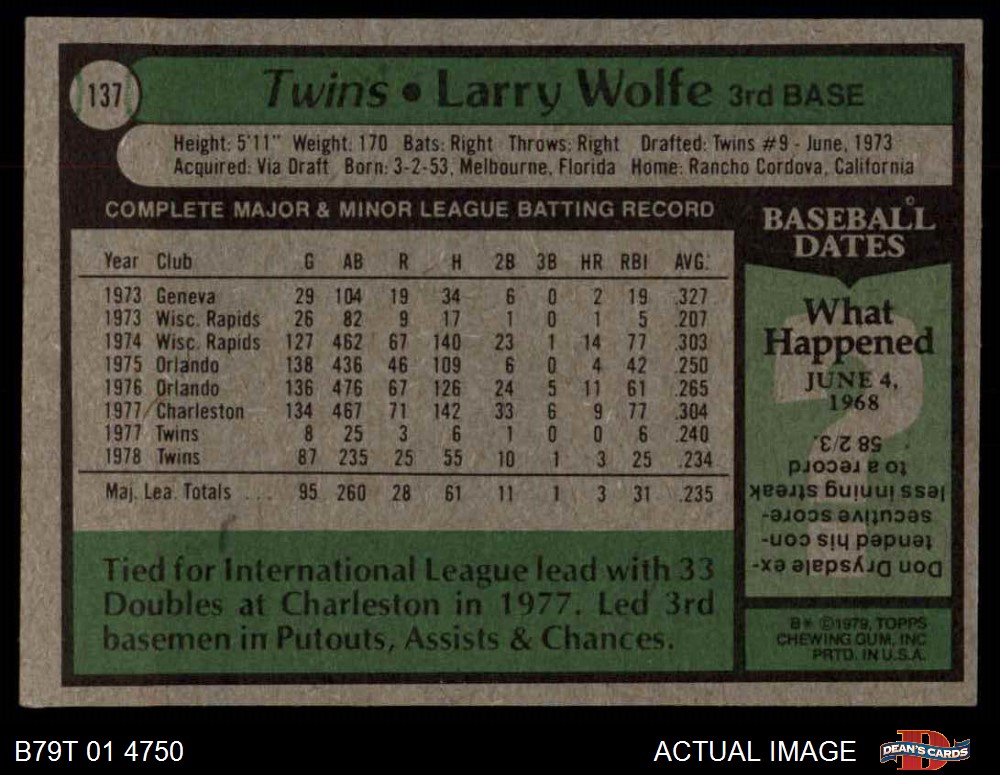 137
Twins • Larry Wolfe 3rd BASE
Height: 5'11" Weight: 170 Bats: Right Throws: Right Drafted: Twins #9 - June, 1973
Acquired: Via Draft Born: 3-2-53, Melbourne, Florida Home: Rancho Cordova, California
COMPLETE MAJOR & MINOR LEAGUE BATTING RECORD
Year Club G AB R H 2B 3B HR RBI AVG.
1973 Geneva 29 104 19 34 6 0 2 19 .327
1973 Wisc. Rapids 26 82 9 17 1 0 1 5 .207
1974 Wisc. Rapids 127 462 67 140 23 1 14 77 .303
1975 Orlando 138 436 46 109 6 0 4 42 .250
1976 Orlando 136 476 67 126 24 5 11 61 .265
1977 Charleston 134 467 71 142 33 6 9 77 .304
1977 Twins 8 25 3 6 1 0 0 6 .240
1978 Twins 87 235 25 55 10 1 3 25 .234
Maj. Lea. Totals ... 95 260 28 61 11 1 3 31 .235
Tied for International League lead with 33
Doubles at Charleston in 1977. Led 3rd
basemen in Putouts, Assists & Chances.
BASEBALL
DATES
What
Happened
JUNE 4,
1968
Don Drysdale ex-
tended his con-
secutive score-
less inning streak
to a record
58 2/3.
B* ©1979, TOPPS
CHEWING GUM, INC
PRTD. IN U.S.A.
B79T 01 4750
ACTUAL IMAGE
D
DEAN'S CARDS